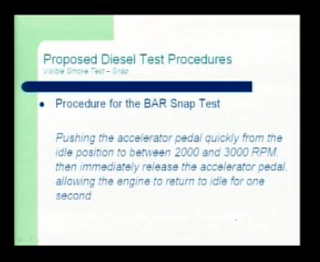 Proposed Diesel Test Procedures
Visible Smoke Test – Snap
Procedure for the BAR Snap Test
Pushing the accelerator pedal quickly from the
idle position to between 2000 and 3000 RPM,
then immediately release the accelerator pedal,
allowing the engine to return to idle for one
second